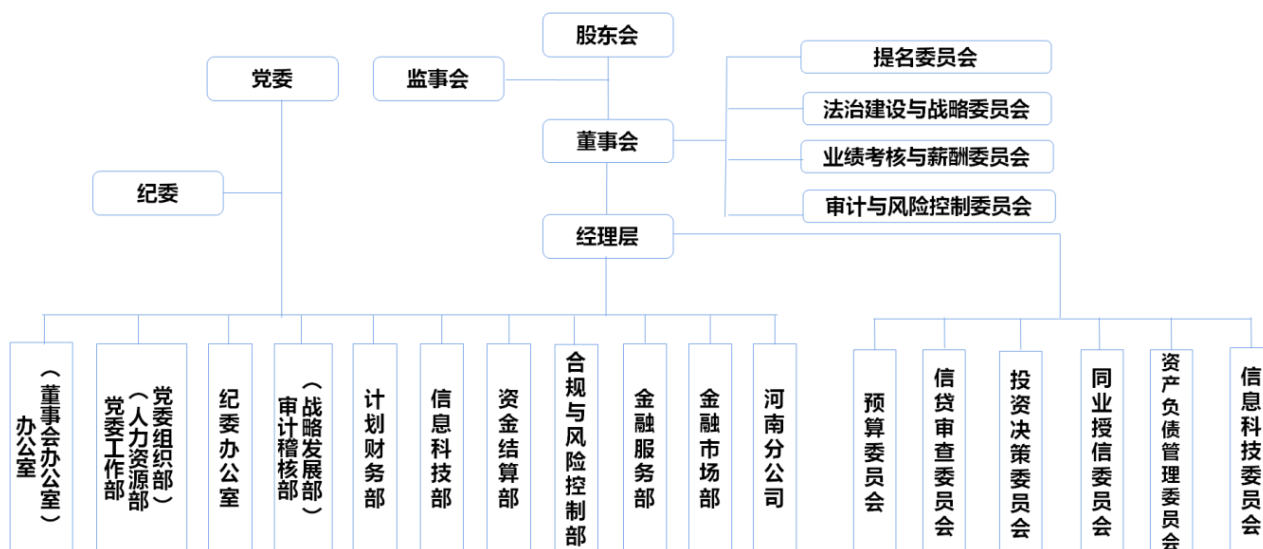 股东会
党委
监事会
提名委员会
法治建设与战略委员会
董事会
业绩考核与薪酬委员会
纪委
审计与风险控制委员会
经理层
办公室
（董事会办公室）
党委工作部
（人力资源部
党委组织部）
纪委办公室
审计稽核部
（战略发展部）
计划财务部
信息科技部
资金结算部
合规与风险控制部
金融服务部
金融市场部
河南分公司
预算委员会
信贷审查委员会
投资决策委员会
同业授信委员会
资产负债管理委员会
信息科技委员会